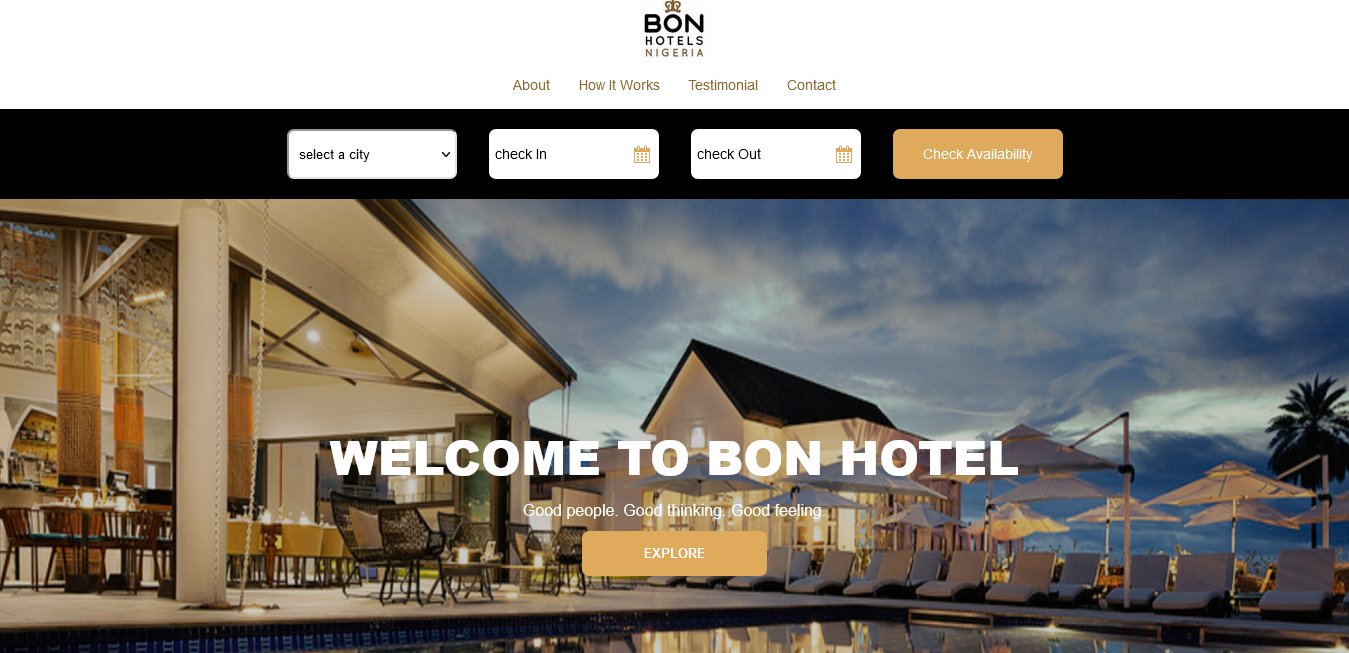 BON
HOTELS
NIGERIA
About How It Works Testimonial Contact
select a city check In check Out Check Availability
WELCOME TO BON HOTEL
Good people. Good thinking. Good feeling.
EXPLORE